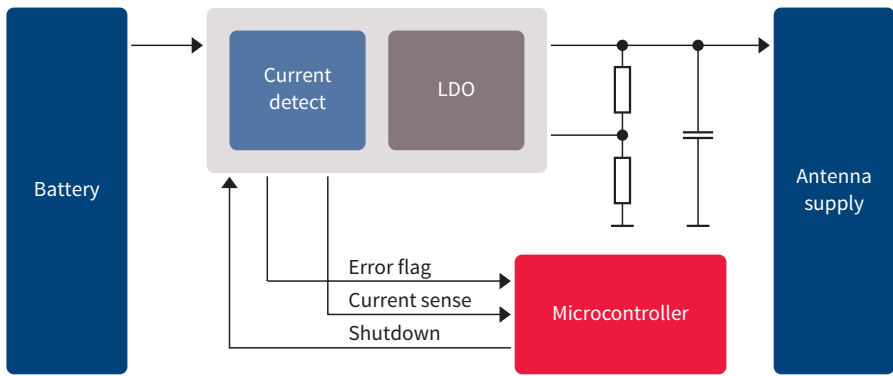 Battery
Current
detect
LDO
Antenna
supply
Error flag
Current sense
Shutdown
Microcontroller